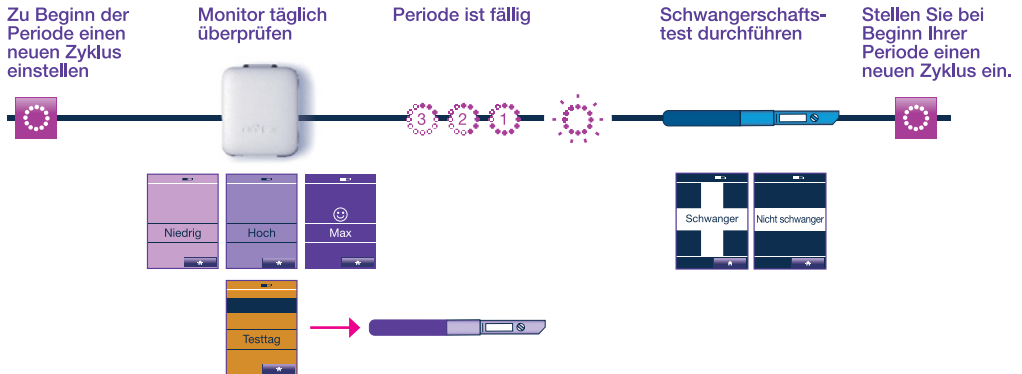 Zu Beginn der
Periode einen
neuen Zyklus
einstellen
Monitor täglich
überprüfen
Periode ist fällig
Schwangerschafts-
test durchführen
Stellen Sie bei
Beginn Ihrer
Periode einen
neuen Zyklus ein.
3
2
1
Niedrig
Hoch
Max
Schwanger
Nicht schwanger
Testtag